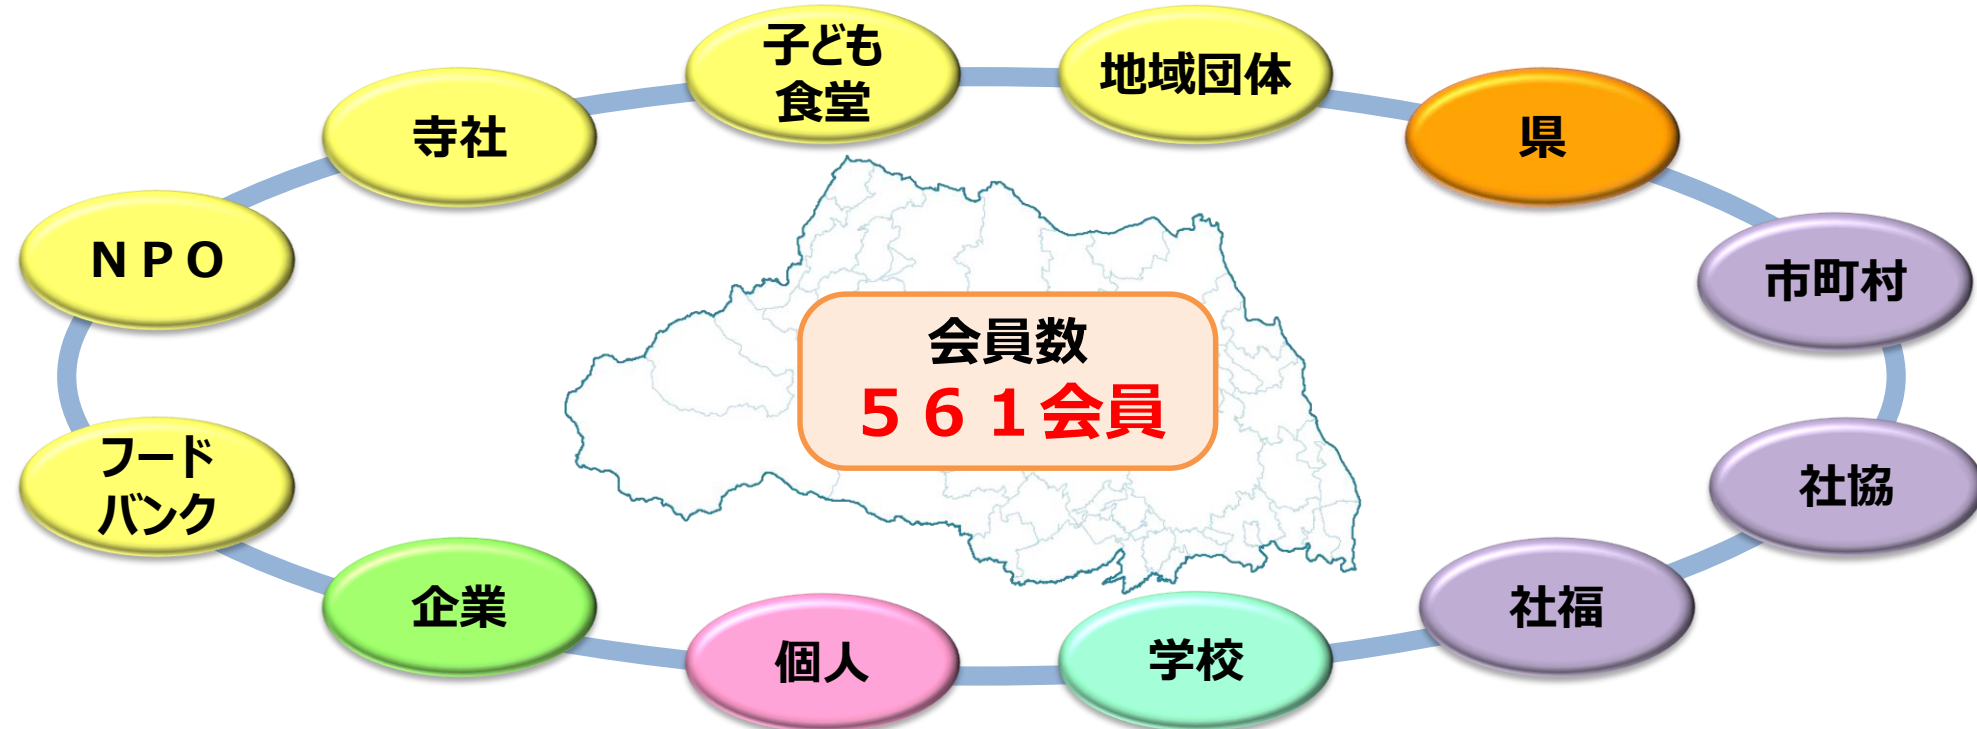 子ども
食堂
地域団体
寺社
県
NPO
市町村
会員数
561会員
フード
バンク
社協
企業
社福
個人
学校